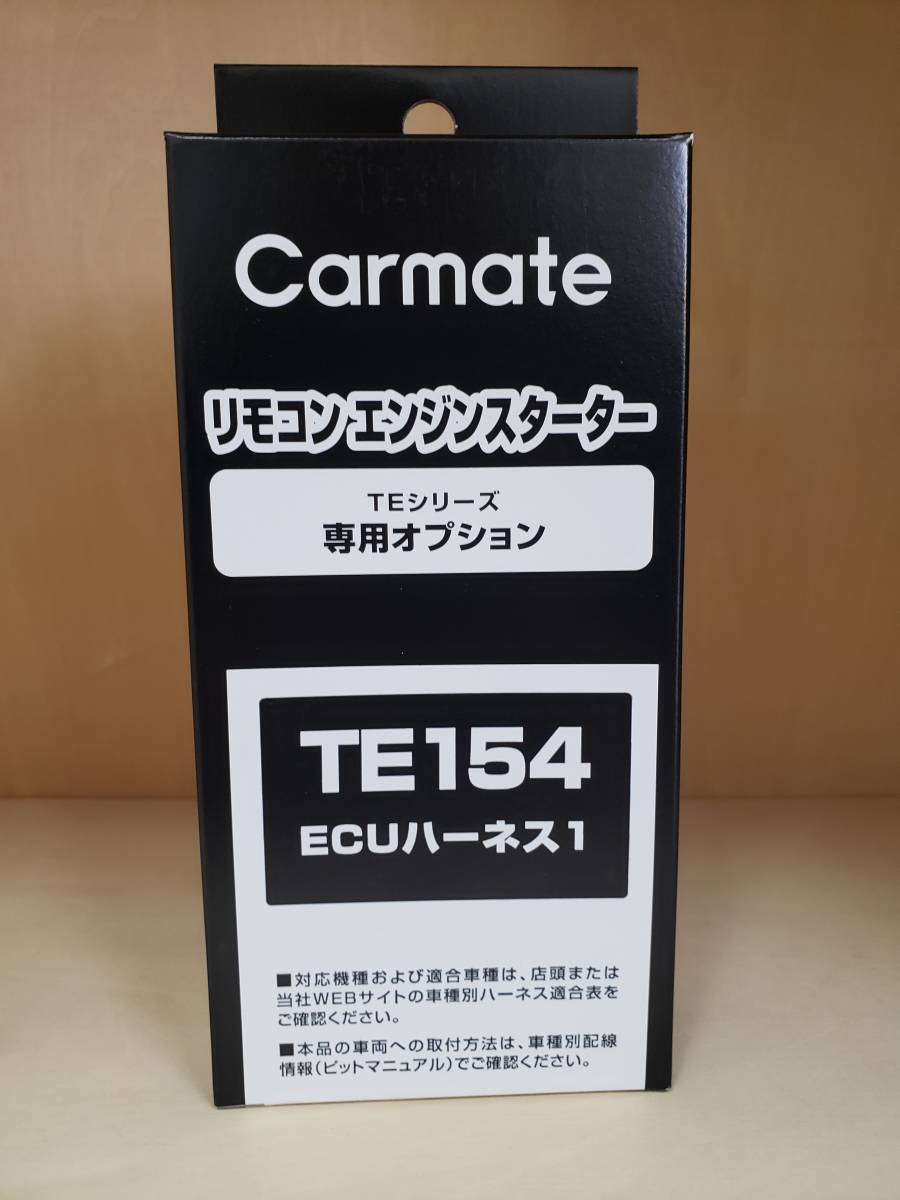 Carmate
リモコン エンジンスターター
TEシリーズ
専用オプション
TE154
ECUハーネス1
■対応機種および適合車種は、店頭または
当社WEBサイトの車種別ハーネス適合表を
ご確認ください。
■本品の車両への取付方法は、車種別配線
情報(ピットマニュアル)でご確認ください。